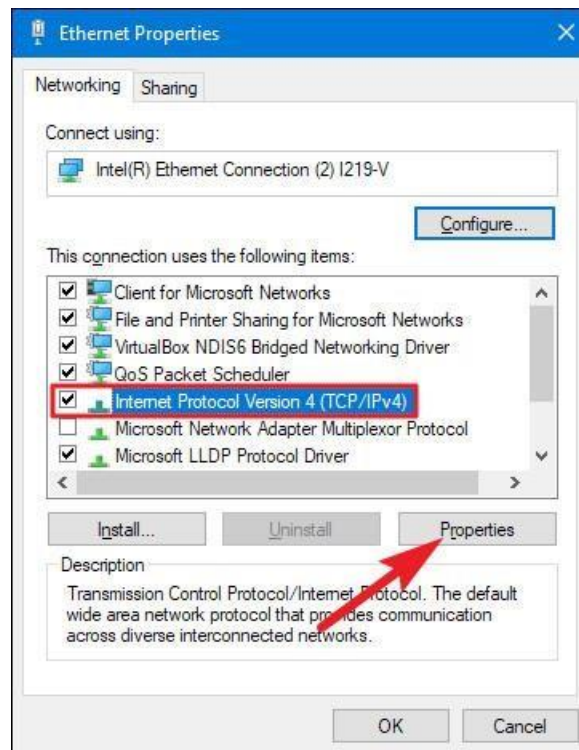 Ethernet Properties
Networking
Sharing
Connect using:
Intel(R) Ethernet Connection (2) I219-V
Configure...
This connection uses the following items:
Client for Microsoft Networks
File and Printer Sharing for Microsoft Networks
VirtualBox NDIS6 Bridged Networking Driver
QoS Packet Scheduler
Internet Protocol Version 4 (TCP/IPv4)
Microsoft Network Adapter Multiplexor Protocol
Microsoft LLDP Protocol Driver
Install...
Uninstall
Properties
Description
Transmission Control Protocol/Internet Protocol. The default
wide area network protocol that provides communication
across diverse interconnected networks.
OK
Cancel